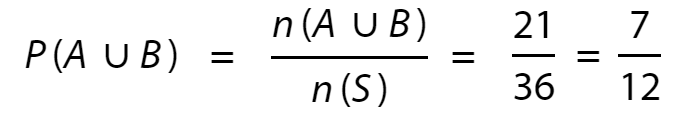 P(A ∪ B) = n(A ∪ B) / n(S) = 21/36 = 7/12